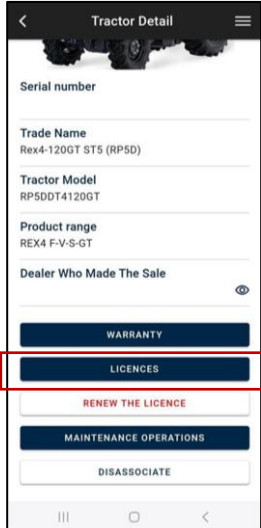 Tractor Detail
Serial number
Trade Name
Rex4-120GT ST5 (RP5D)
Tractor Model
RP5DDT4120GT
Product range
REX4 F-V-S-GT
Dealer Who Made The Sale
WARRANTY
LICENCES
RENEW THE LICENCE
MAINTENANCE OPERATIONS
DISASSOCIATE